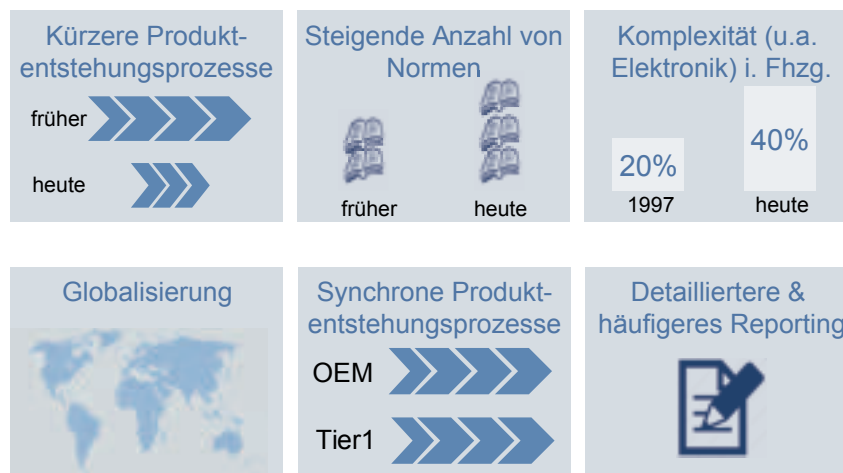 Kürzere Produkt-
entstehungsprozesse
früher
heute
Steigende Anzahl von
Normen
früher
heute
Komplexität (u.a.
Elektronik) i. Fhzg.
20%
40%
1997
heute
Globalisierung
Synchrone Produkt-
entstehungsprozesse
OEM
Tier1
Detailliertere &
häufigeres Reporting